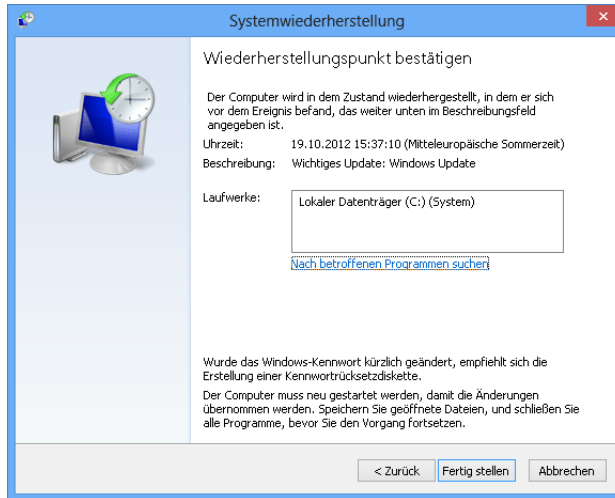 Systemwiederherstellung
Wiederherstellungspunkt bestätigen
Der Computer wird in dem Zustand wiederhergestellt, in dem er sich
vor dem Ereignis befand, das weiter unten im Beschreibungsfeld
angegeben ist.
Uhrzeit: 19.10.2012 15:37:10 (Mitteleuropäische Sommerzeit)
Beschreibung: Wichtiges Update: Windows Update
Laufwerke: Lokaler Datenträger (C:) (System)
Nach betroffenen Programmen suchen
Wurde das Windows-Kennwort kürzlich geändert, empfiehlt sich die
Erstellung einer Kennwortrücksetzdiskette.
Der Computer muss neu gestartet werden, damit die Änderungen
übernommen werden. Speichern Sie geöffnete Dateien, und schließen Sie
alle Programme, bevor Sie den Vorgang fortsetzen.
< Zurück Fertig stellen Abbrechen